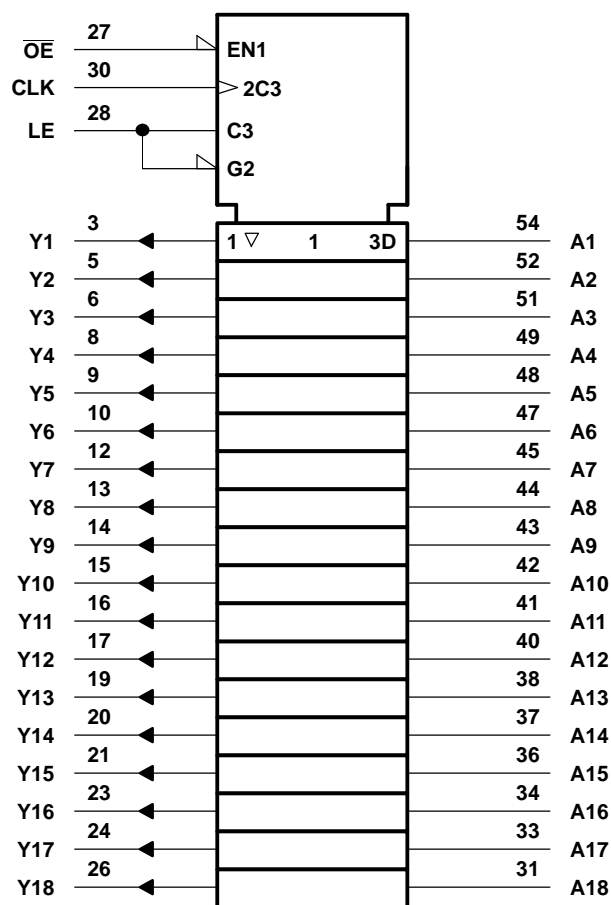 OE 27 EN1
CLK 30 2C3
LE 28 C3
G2
Y1 3 1 ▽ 1 3D 54 A1
Y2 5 52 A2
Y3 6 51 A3
Y4 8 49 A4
Y5 9 48 A5
Y6 10 47 A6
Y7 12 45 A7
Y8 13 44 A8
Y9 14 43 A9
Y10 15 42 A10
Y11 16 41 A11
Y12 17 40 A12
Y13 19 38 A13
Y14 20 37 A14
Y15 21 36 A15
Y16 23 34 A16
Y17 24 33 A17
Y18 26 31 A18